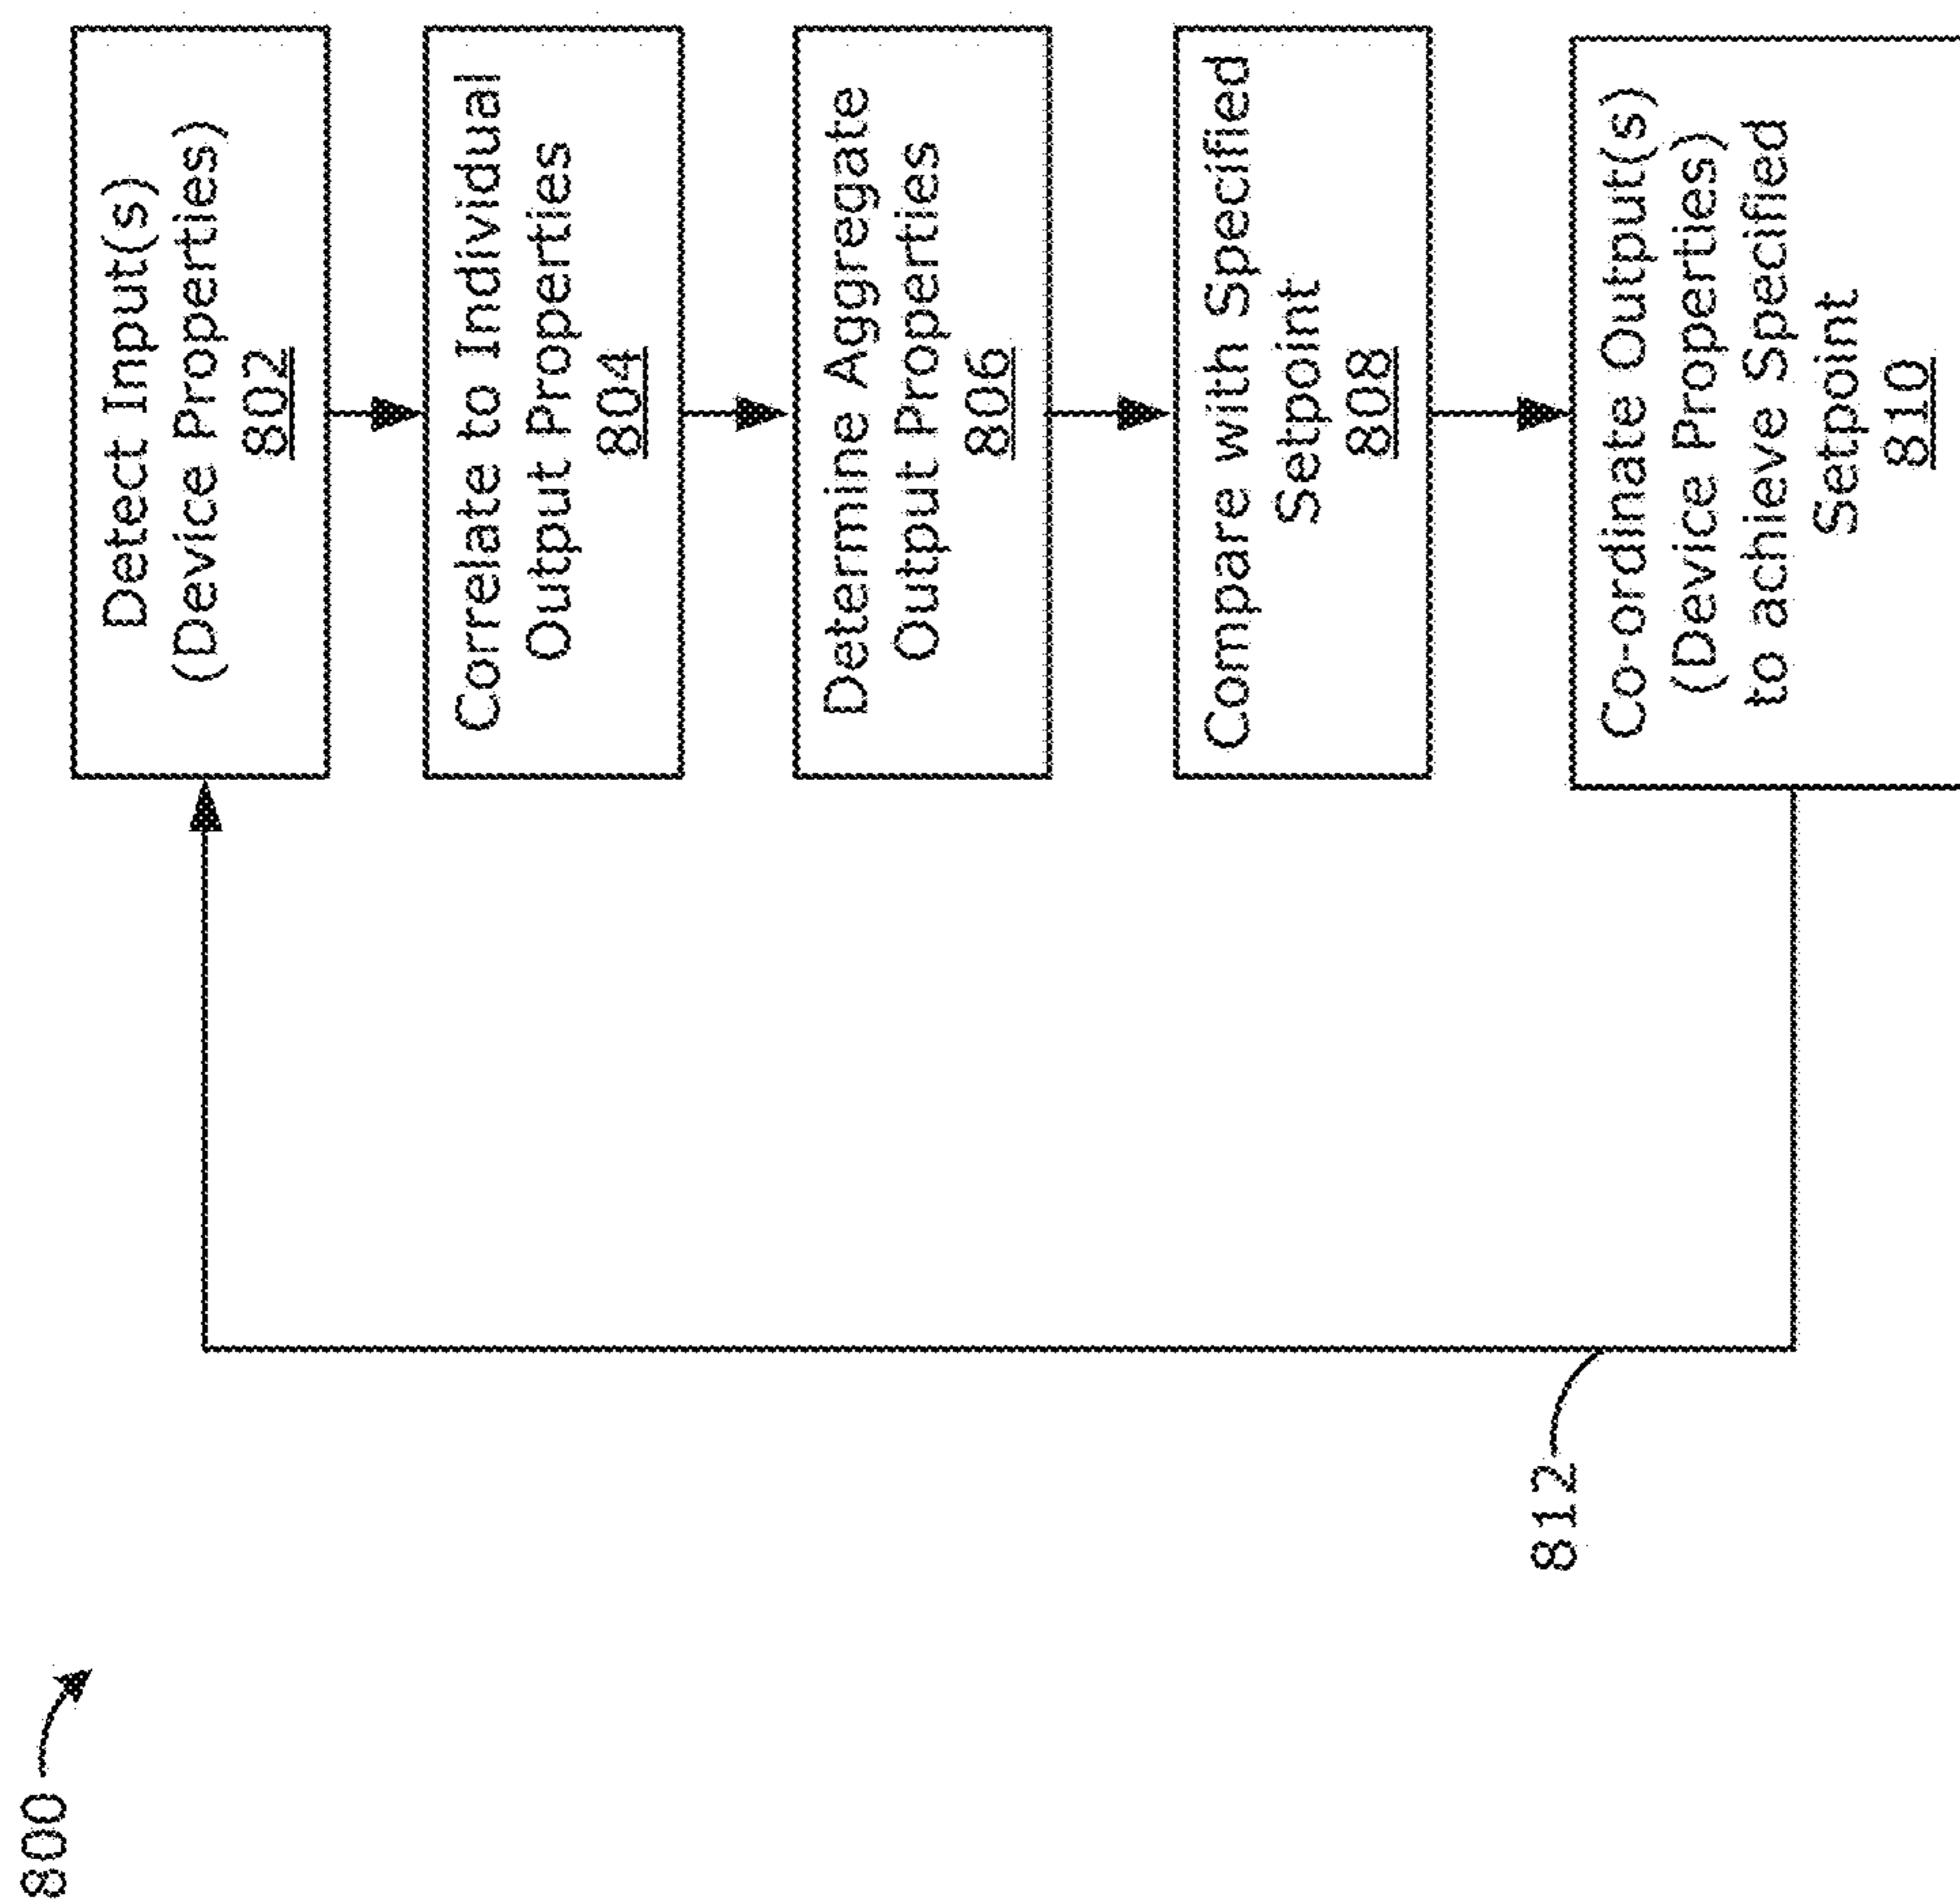 800
Detect Input(s)
(Device Properties)
802
Correlate to Individual
Output Properties
804
Determine Aggregate
Output Properties
806
Compare with Specified
Setpoint
808
Co-ordinate Output(s)
(Device Properties)
to achieve Specified
Setpoint
810
812